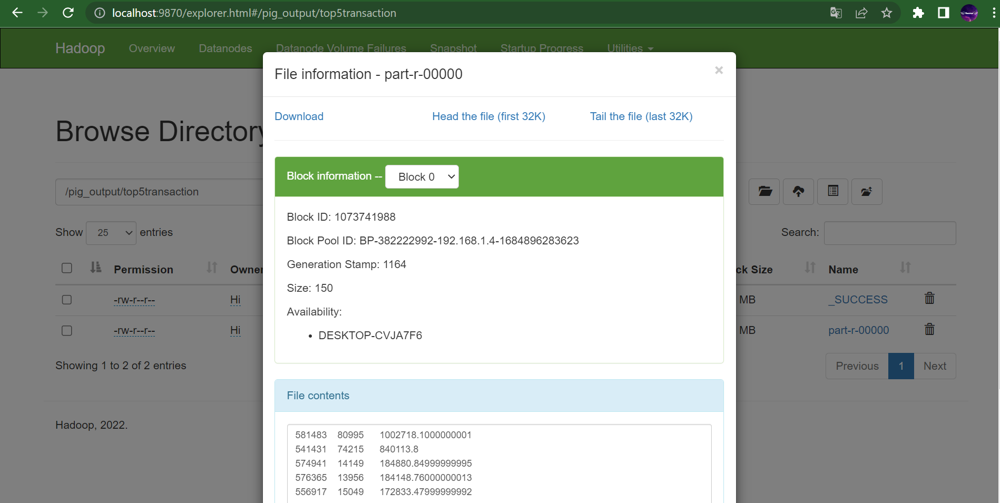 localhost:9870/explorer.html#/pig_output/top5transaction
Hadoop Overview Datanodes Datanode Volume Failures Snapshot Startup Progress Utilities
File information - part-r-00000 ×
Download Head the file (first 32K) Tail the file (last 32K)
Browse Directory
Block information -- Block 0
/pig_output/top5transaction
Block ID: 1073741988
Show 25 entries
Search:
Block Pool ID: BP-382222992-192.168.1.4-1684896283623
Generation Stamp: 1164
Permission Owner ck Size Name
Size: 150
-rw-r--r-- Hi MB _SUCCESS
Availability:
-rw-r--r-- Hi MB part-r-00000
• DESKTOP-CVJA7F6
Showing 1 to 2 of 2 entries
Previous 1 Next
File contents
Hadoop, 2022.
581483 80995 1002718.1000000001
541431 74215 840113.8
574941 14149 184880.84999999995
576365 13956 184148.76000000013
556917 15049 172833.47999999992